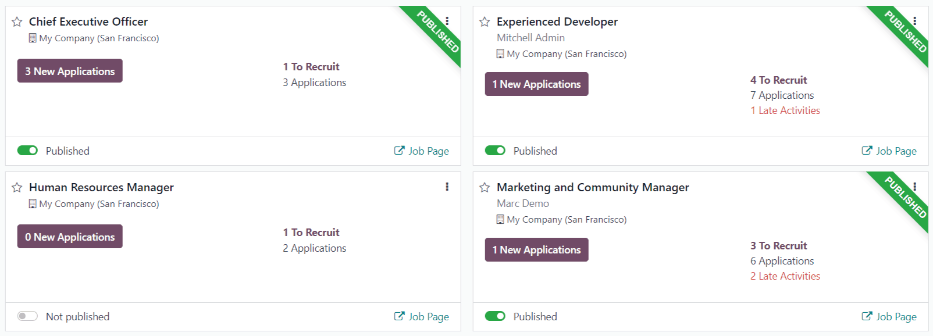 Chief Executive Officer
My Company (San Francisco)
3 New Applications
1 To Recruit
3 Applications
PUBLISHED
Published
Job Page
Experienced Developer
Mitchell Admin
My Company (San Francisco)
1 New Applications
4 To Recruit
7 Applications
1 Late Activities
PUBLISHED
Published
Job Page
Human Resources Manager
My Company (San Francisco)
0 New Applications
1 To Recruit
2 Applications
Not published
Job Page
Marketing and Community Manager
Marc Demo
My Company (San Francisco)
1 New Applications
3 To Recruit
6 Applications
2 Late Activities
PUBLISHED
Published
Job Page